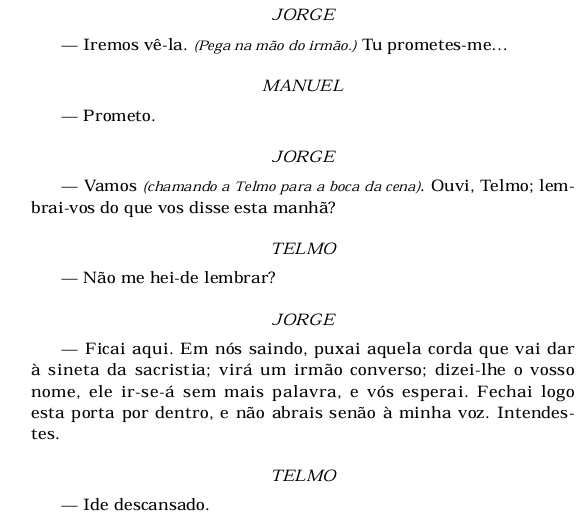 JORGE
— Iremos vê-la. (Pega na mão do irmão.) Tu prometes-me...
MANUEL
— Prometo.
JORGE
— Vamos (chamando a Telmo para a boca da cena). Ouvi, Telmo; lem-
brai-vos do que vos disse esta manhã?
TELMO
— Não me hei-de lembrar?
JORGE
— Ficai aqui. Em nós saindo, puxai aquela corda que vai dar
à sineta da sacristia; virá um irmão converso; dizei-lhe o vosso
nome, ele ir-se-á sem mais palavra, e vós esperai. Fechai logo
esta porta por dentro, e não abrais senão à minha voz. Intendes-
tes.
TELMO
— Ide descansado.